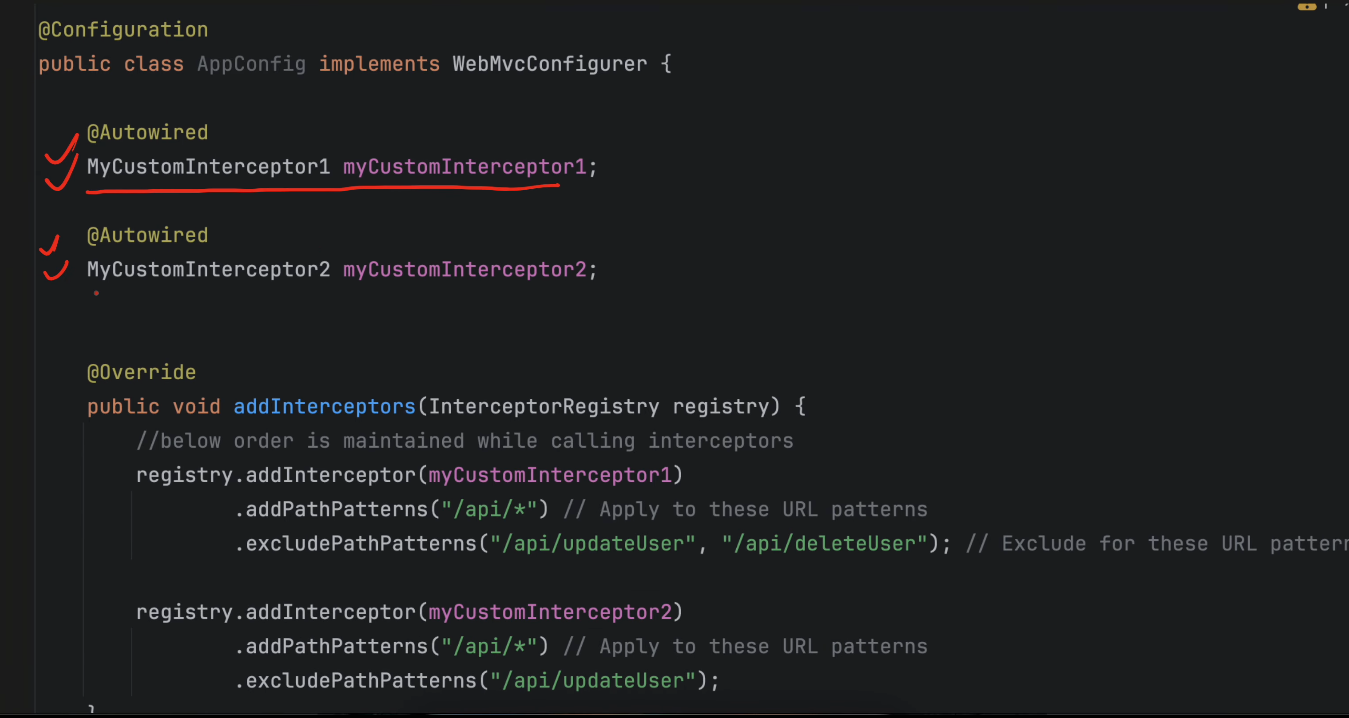 @Configuration
public class AppConfig implements WebMvcConfigurer {
@Autowired
MyCustomInterceptor1 myCustomInterceptor1;
@Autowired
MyCustomInterceptor2 myCustomInterceptor2;
@Override
public void addInterceptors(InterceptorRegistry registry) {
//below order is maintained while calling interceptors
registry.addInterceptor(myCustomInterceptor1)
.addPathPatterns("/api/*") // Apply to these URL patterns
.excludePathPatterns("/api/updateUser", "/api/deleteUser"); // Exclude for these URL pattern
registry.addInterceptor(myCustomInterceptor2)
.addPathPatterns("/api/*") // Apply to these URL patterns
.excludePathPatterns("/api/updateUser");
}